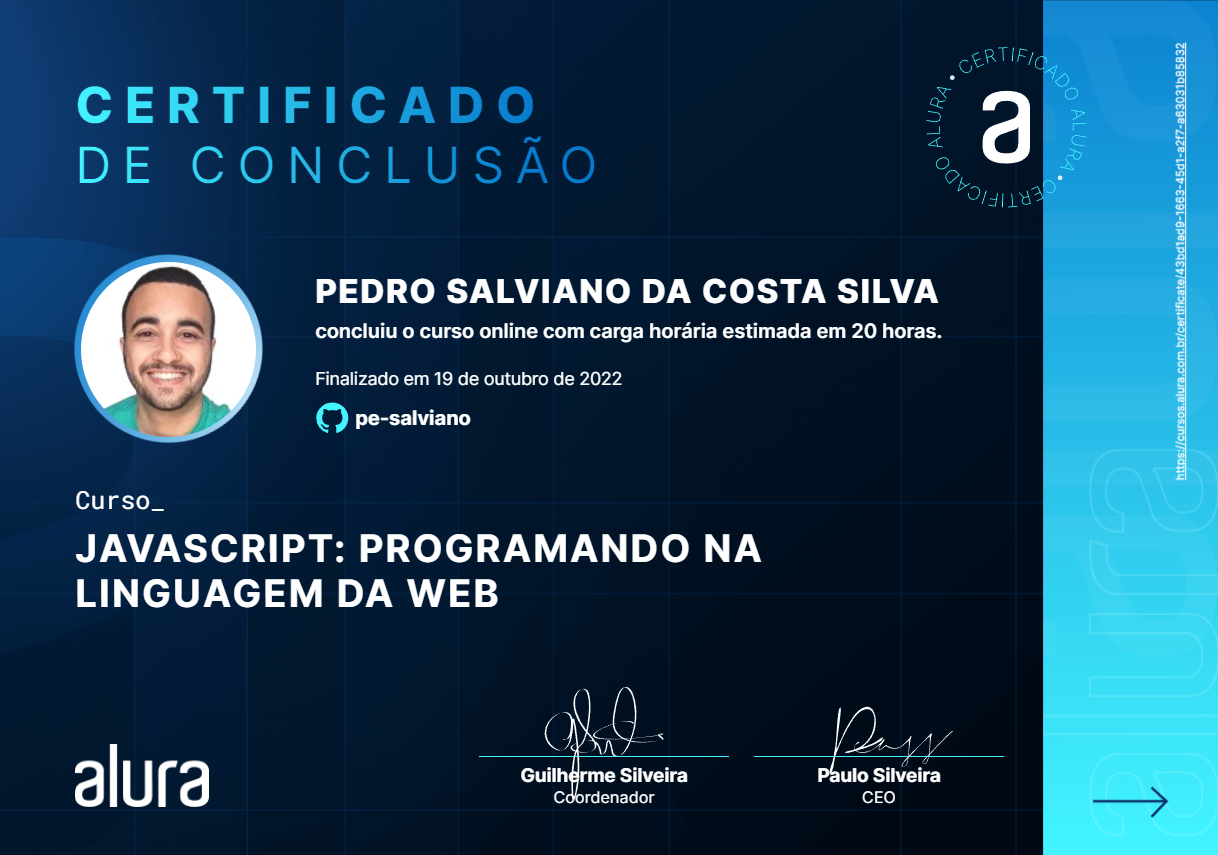 CERTIFICADO
DE CONCLUSÃO
CERTIFICADO ALURA • CERTIFICADO ALURA •
a
https://cursos.alura.com.br/certificate/43bd1ad9-1663-45d1-a2f7-a63031b85832
PEDRO SALVIANO DA COSTA SILVA
concluiu o curso online com carga horária estimada em 20 horas.
Finalizado em 19 de outubro de 2022
pe-salviano
Curso_
JAVASCRIPT: PROGRAMANDO NA
LINGUAGEM DA WEB
alura
Guilherme Silveira
Coordenador
Paulo Silveira
CEO
alura